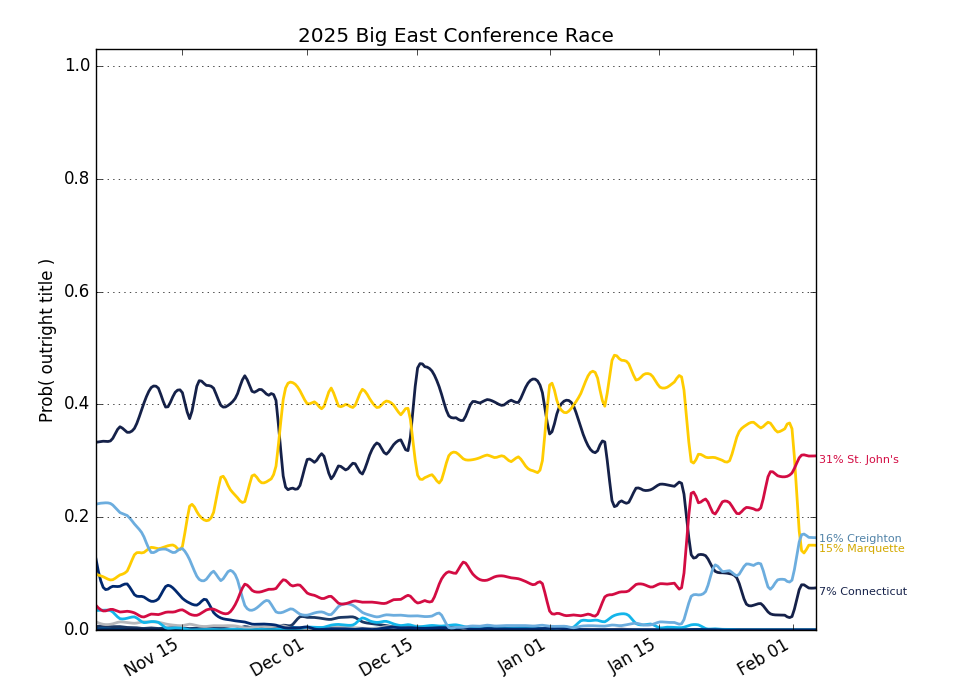 2025 Big East Conference Race
Prob( outright title )
1.0
0.8
0.6
0.4
0.2
0.0
31% St. John's
16% Creighton
15% Marquette
7% Connecticut
Nov 15
Dec 01
Dec 15
Jan 01
Jan 15
Feb 01